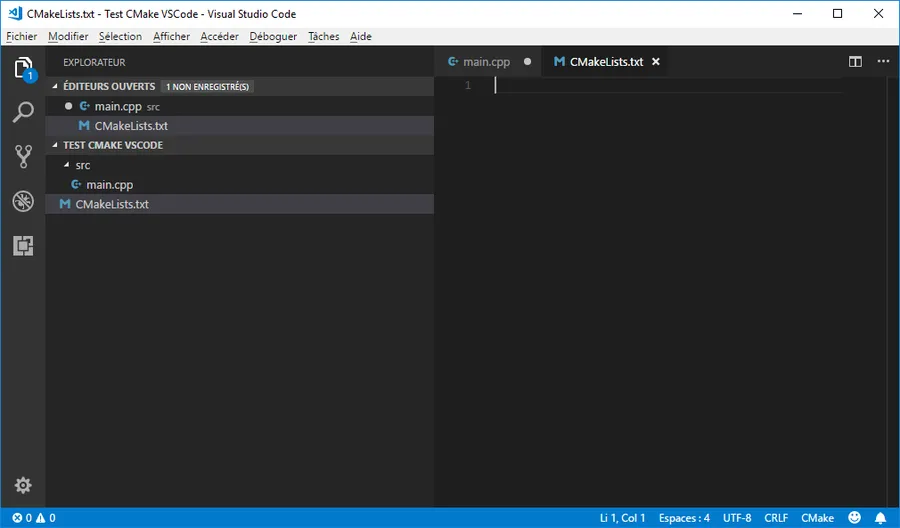 CMakeLists.txt - Test CMake VSCode - Visual Studio Code
Fichier Modifier Sélection Afficher Accéder Déboguer Tâches Aide
EXPLORATEUR
main.cpp CMakeLists.txt
1
ÉDITEURS OUVERTS 1 NON ENREGISTRÉ(S)
main.cpp src
CMakeLists.txt
TEST CMAKE VSCODE
src
main.cpp
CMakeLists.txt
1
0 0 Li 1, Col 1 Espaces : 4 UTF-8 CRLF CMake